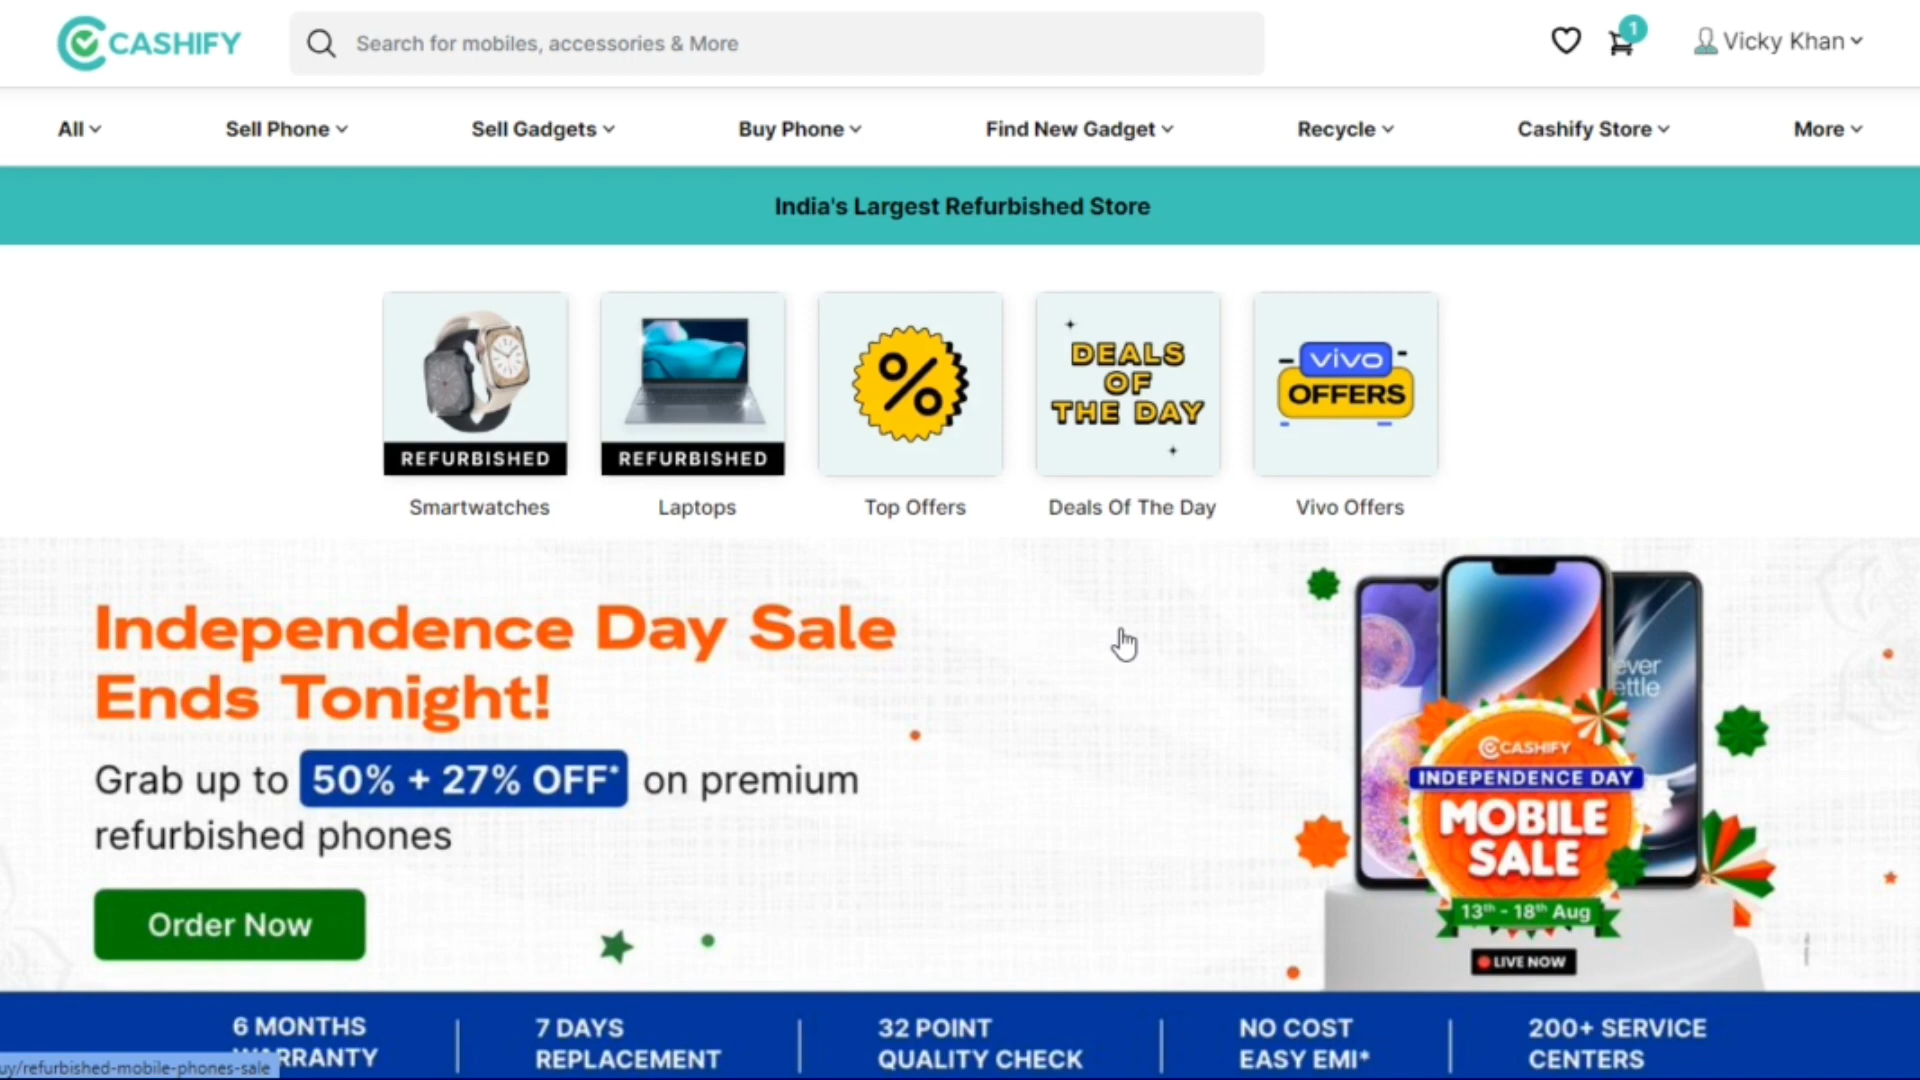 CASHIFY
Search for mobiles, accessories & More
1
Vicky Khan
All
Sell Phone
Sell Gadgets
Buy Phone
Find New Gadget
Recycle
Cashify Store
More
India's Largest Refurbished Store
REFURBISHED
Smartwatches
REFURBISHED
Laptops
%
Top Offers
DEALS
OF
THE DAY
Deals Of The Day
vivo
OFFERS
Vivo Offers
Independence Day Sale
Ends Tonight!
Grab up to 50% + 27% OFF* on premium
refurbished phones
Order Now
CASHIFY
INDEPENDENCE DAY
MOBILE
SALE
13th - 18th Aug
LIVE NOW
6 MONTHS
WARRANTY
7 DAYS
REPLACEMENT
32 POINT
QUALITY CHECK
NO COST
EASY EMI*
200+ SERVICE
CENTERS
uy/refurbished-mobile-phones-sale